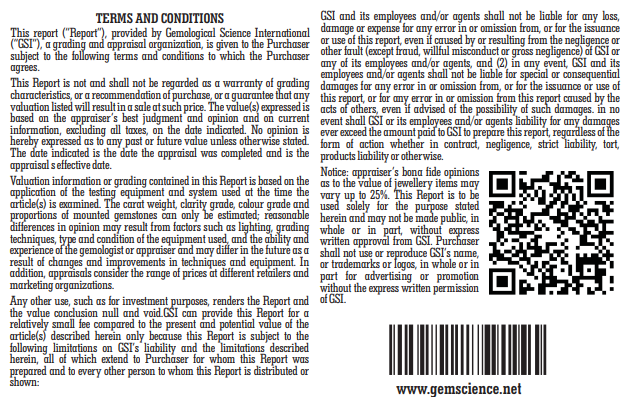 TERMS AND CONDITIONS
This report ("Report"), provided by Gemological Science International
("GSI"), a grading and appraisal organization, is given to the Purchaser
subject to the following terms and conditions to which the Purchaser
agrees.
This Report is not and shall not be regarded as a warranty of grading
characteristics, or a recommendation of purchase, or a guarantee that any
valuation listed will result in a sale at such price. The value(s) expressed is
based on the appraiser's best judgment and opinion and on current
information, excluding all taxes, on the date indicated. No opinion is
hereby expressed as to any past or future value unless otherwise stated.
The date indicated is the date the appraisal was completed and is the
appraisal s effective date.
Valuation information or grading contained in this Report is based on the
application of the testing equipment and system used at the time the
article(s) is examined. The carat weight, clarity grade, colour grade and
proportions of mounted gemstones can only be estimated; reasonable
differences in opinion may result from factors such as lighting, grading
techniques, type and condition of the equipment used, and the ability and
experience of the gemologist or appraiser and may differ in the future as a
result of changes and improvements in techniques and equipment. In
addition, appraisals consider the range of prices at different retailers and
marketing organizations.
Any other use, such as for investment purposes, renders the Report and
the value conclusion null and void.GSI can provide this Report for a
relatively small fee compared to the present and potential value of the
article(s) described herein only because this Report is subject to the
following limitations on GSI's liability and the limitations described
herein, all of which extend to Purchaser for whom this Report was
prepared and to every other person to whom this Report is distributed or
shown:
GSI and its employees and/or agents shall not be liable for any loss,
damage or expense for any error in or omission from, or for the issuance
or use of this report, even if caused by or resulting from the negligence or
other fault (except fraud, willful misconduct or gross negligence) of GSI or
any of its employees and/or agents, and (2) in any event, GSI and its
employees and/or agents shall not be liable for special or consequential
damages for any error in or omission, or for the issuance or use of
this report, or for any error in or omission from this report caused by the
acts of others, even if advised of the possibility of such damages. in no
event shall GSI or its employees and/or agents liability for any damages
ever exceed the amount paid to GSI to prepare this report, regardless of the
form of action whether in contract, negligence, strict liability, tort,
products liability or otherwise.
Notice: appraiser's bona fide opinions
as to the value of jewellery items may
vary up to 25%. This Report is to be
used solely for the purpose stated
herein and may not be made public, in
whole or in part, without express
written approval from GSI. Purchaser
shall not use or reproduce GSI's name,
or trademarks or logos, in whole or in
part for advertising or promotion
without the express written permission
of GSI.
www.gemscience.net